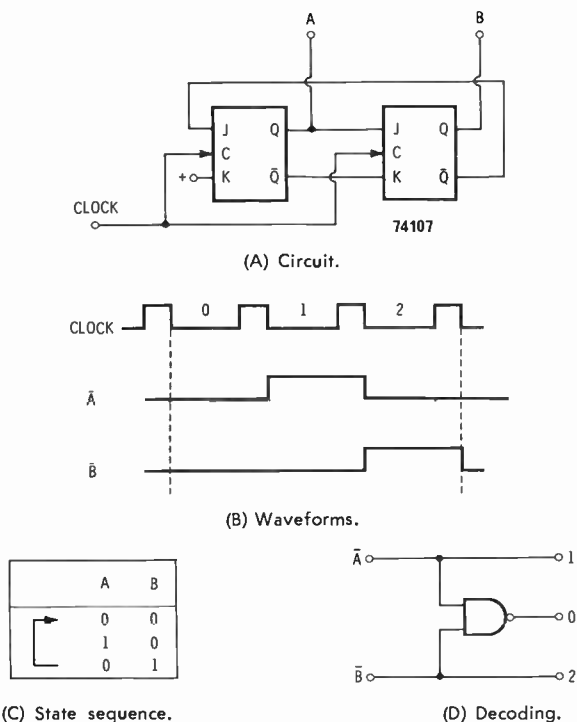 A B
J Q J Q
C C
+ K Q̄ K Q̄
CLOCK
74107
(A) Circuit.
0 1 2
CLOCK
Ā
B̄
(B) Waveforms.
A B
0 0
1 0
0 1
(C) State sequence.
Ā 1
0
B̄ 2
(D) Decoding.